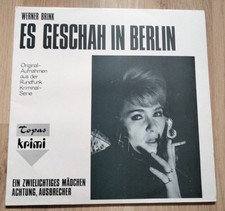 WERNER BRINK
ES GESCHAH IN BERLIN
Original-
Aufnahmen
aus der
Rundfunk
Kriminal-
Serie
Topas
krimi
EIN ZWIELICHTIGES MÄDCHEN
ACHTUNG, AUSBRECHER